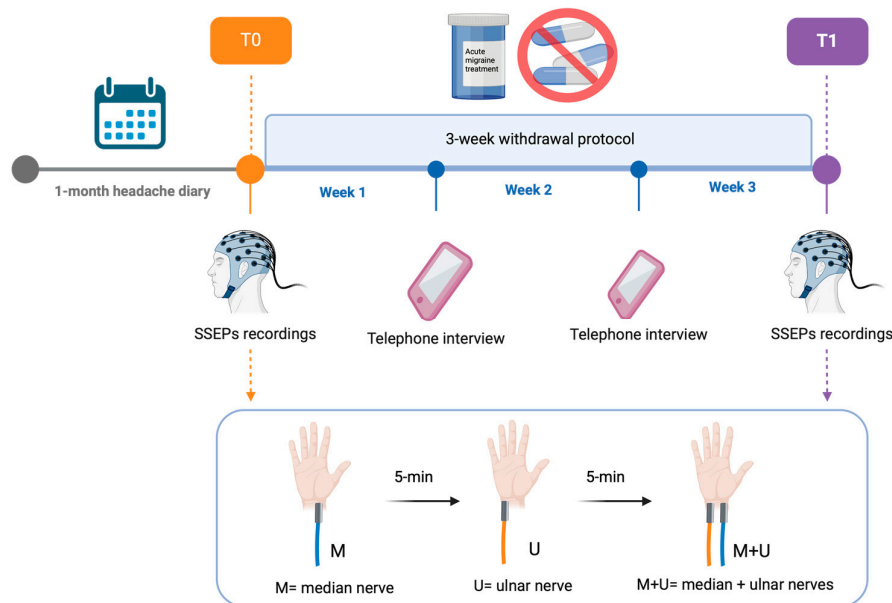 T0
T1
Acute
migraine
treatment
3-week withdrawal protocol
1-month headache diary
Week 1
Week 2
Week 3
SSEPs recordings
Telephone interview
Telephone interview
SSEPs recordings
5-min
5-min
M
U
M+U
M= median nerve
U= ulnar nerve
M+U= median + ulnar nerves